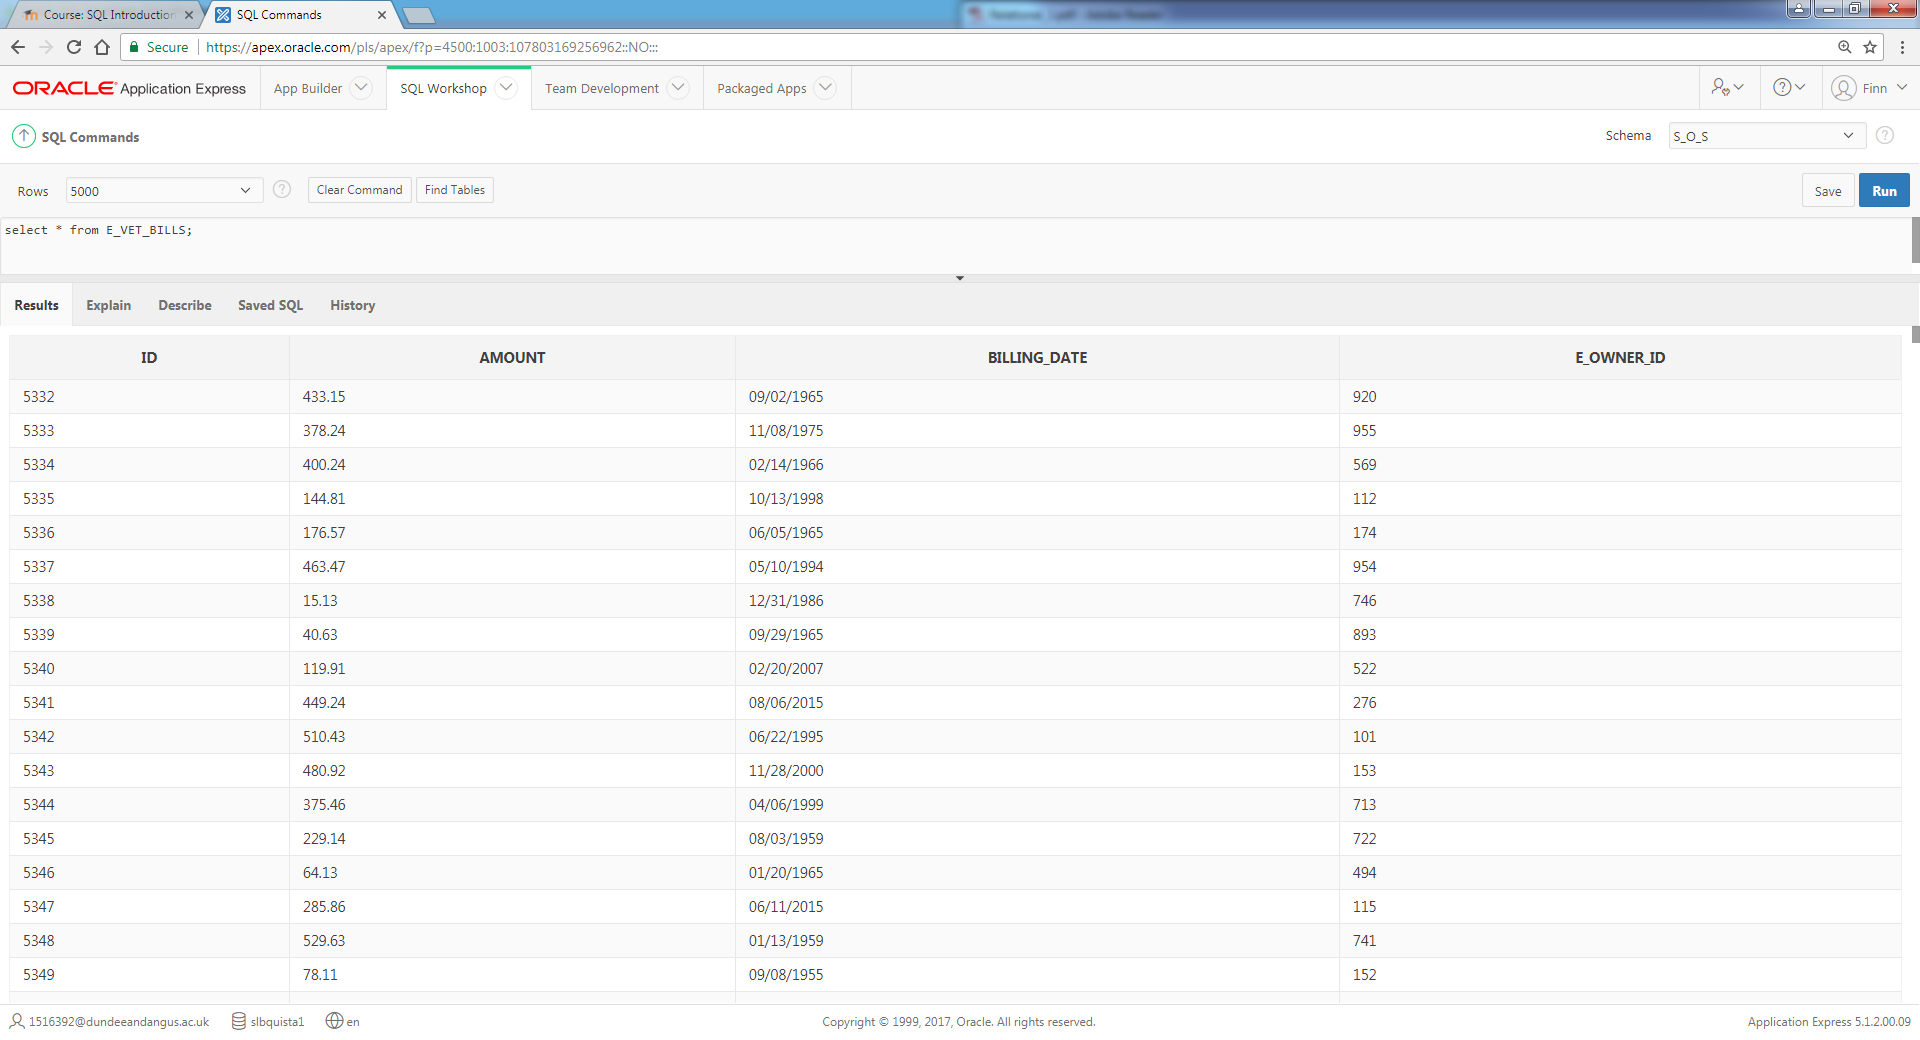 Course: SQL Introduction
SQL Commands
Secure
https://apex.oracle.com/pls/apex/f?p=4500:1003:107803169256962::NO:::
ORACLE Application Express
App Builder
SQL Workshop
Team Development
Packaged Apps
Finn
SQL Commands
Schema
S_O_S
Rows
5000
Clear Command
Find Tables
Save
Run
select * from E_VET_BILLS;
Results
Explain
Describe
Saved SQL
History
ID AMOUNT BILLING_DATE E_OWNER_ID
5332 433.15 09/02/1965 920
5333 378.24 11/08/1975 955
5334 400.24 02/14/1966 569
5335 144.81 10/13/1998 112
5336 176.57 06/05/1965 174
5337 463.47 05/10/1994 954
5338 15.13 12/31/1986 746
5339 40.63 09/29/1965 893
5340 119.91 02/20/2007 522
5341 449.24 08/06/2015 276
5342 510.43 06/22/1995 101
5343 480.92 11/28/2000 153
5344 375.46 04/06/1999 713
5345 229.14 08/03/1959 722
5346 64.13 01/20/1965 494
5347 285.86 06/11/2015 115
5348 529.63 01/13/1959 741
5349 78.11 09/08/1955 152
1516392@dundeeandangus.ac.uk
slbquista1
en
Copyright © 1999, 2017, Oracle. All rights reserved.
Application Express 5.1.2.00.09